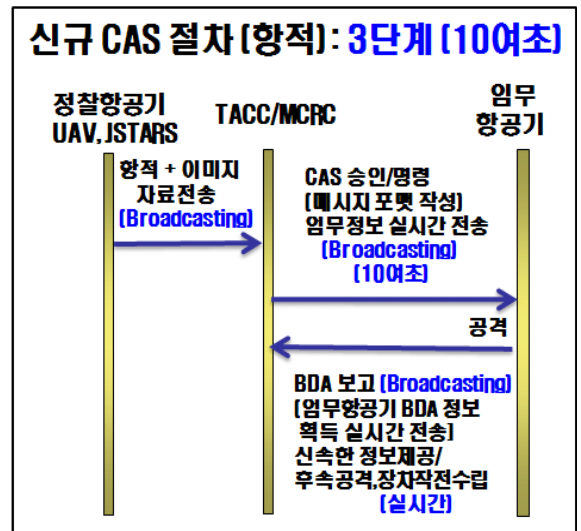 신규 CAS 절차(항적): 3단계 (10여초)
정찰항공기
UAV, JSTARS
TACC/MCRC
임무
항공기
항적 + 이미지
자료전송
(Broadcasting)
CAS 승인/명령
(메시지 포맷 작성)
임무정보 실시간 전송
(Broadcasting)
(10여초)
공격
BDA 보고 (Broadcasting)
(임무항공기 BDA 정보
획득 실시간 전송)
신속한 정보제공/
후속공격,장차작전수립
(실시간)